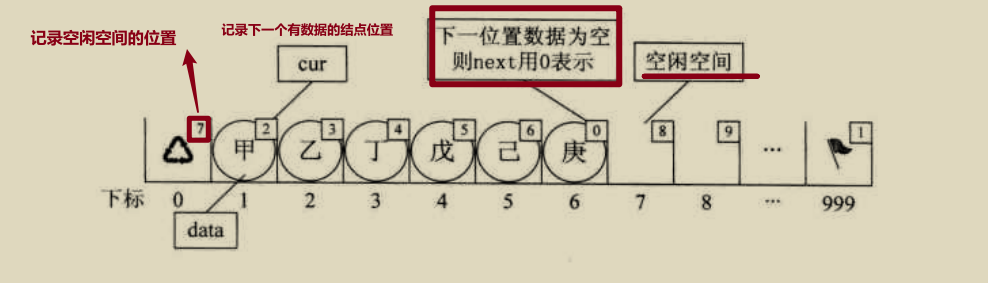 记录空闲空间的位置
记录下一个有数据的结点位置
cur
下一位置数据为空
则next用0表示
空闲空间
7 2 3 4 5 6 0 8 9 1
甲 乙 丁 戊 己 庚 ...
下标 0 1 2 3 4 5 6 7 8 ... 999
data